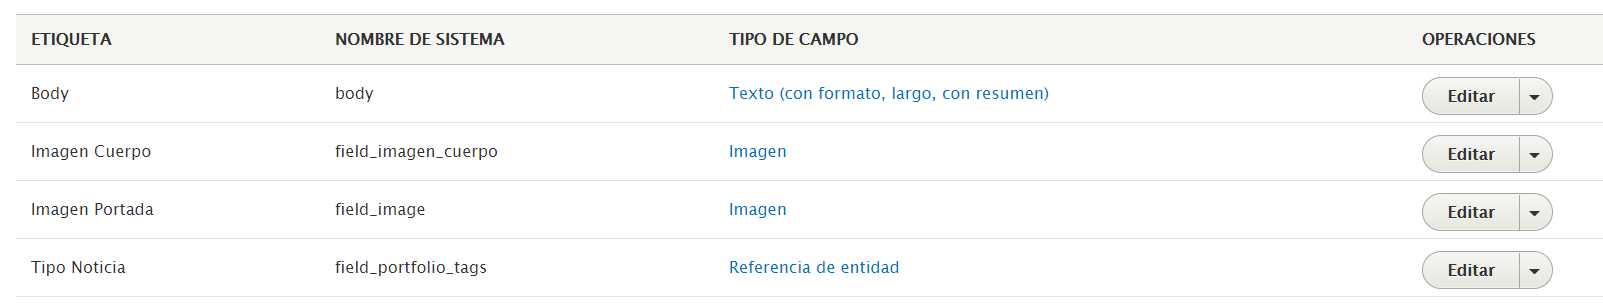 ETIQUETA NOMBRE DE SISTEMA TIPO DE CAMPO OPERACIONES
Body body Texto (con formato, largo, con resumen) Editar
Imagen Cuerpo field_imagen_cuerpo Imagen Editar
Imagen Portada field_image Imagen Editar
Tipo Noticia field_portfolio_tags Referencia de entidad Editar